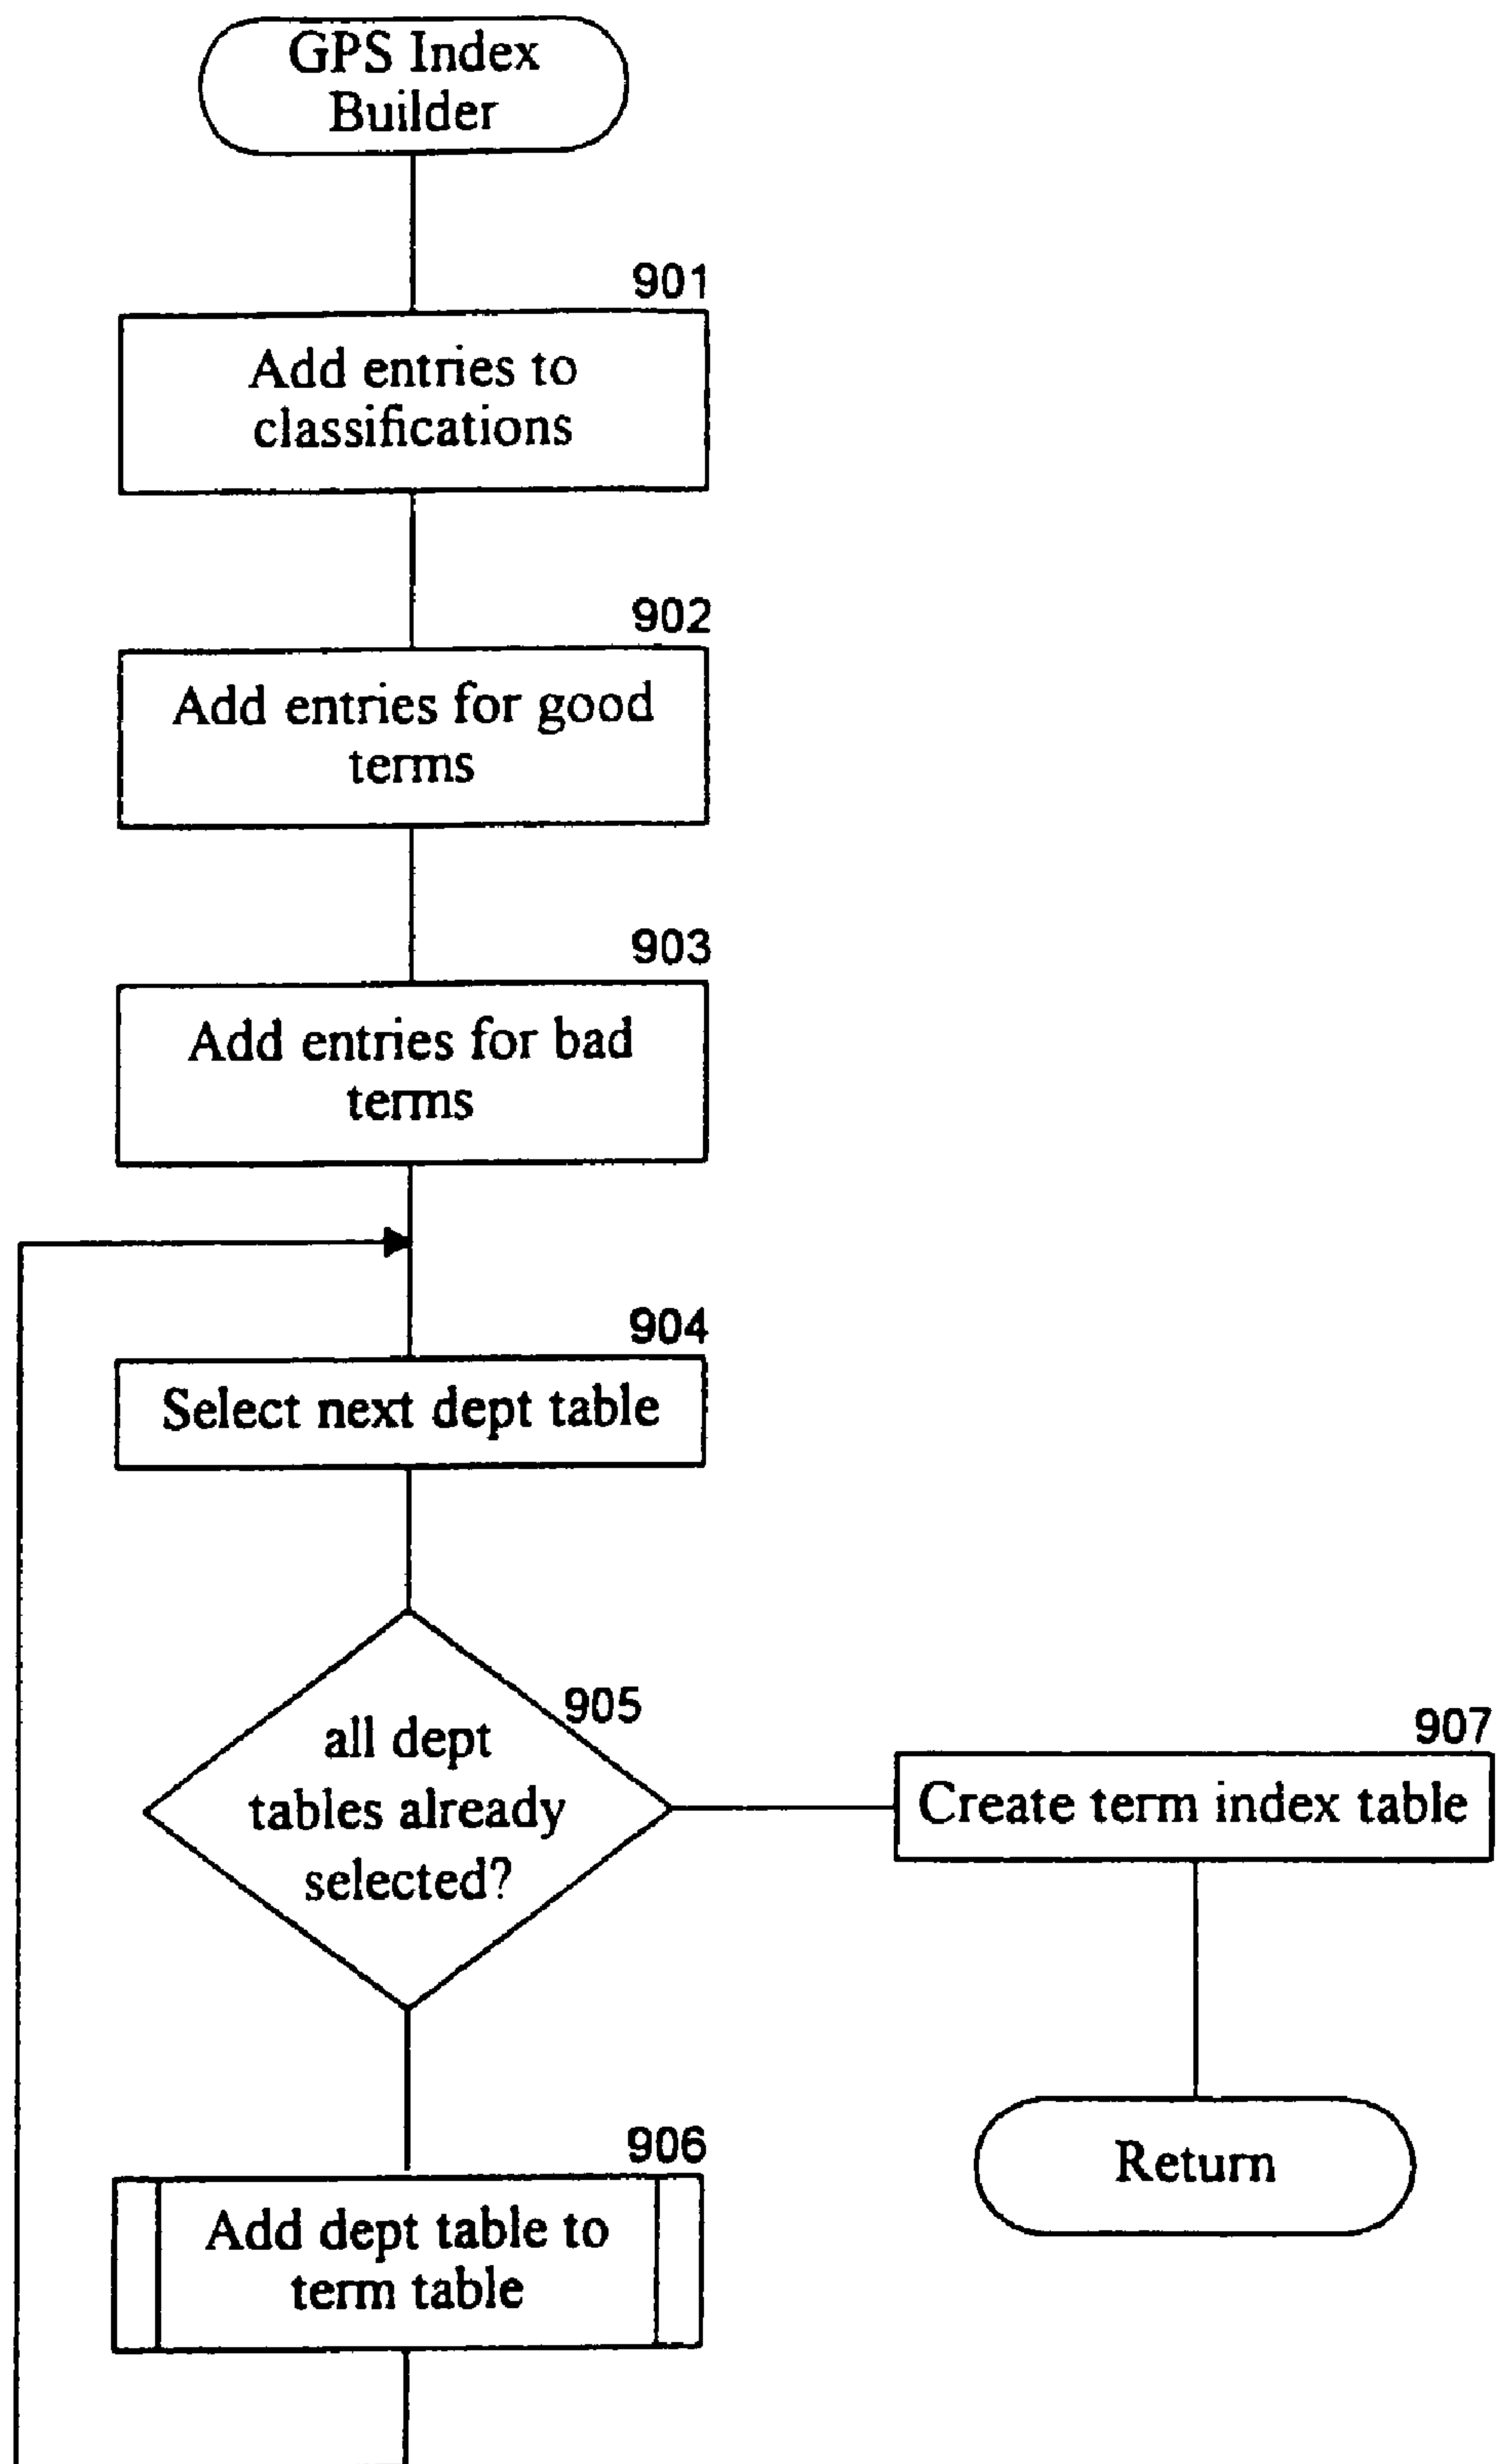 GPS Index
Builder
901
Add entries to
classifications
902
Add entries for good
terms
903
Add entries for bad
terms
904
Select next dept table
905
all dept
tables already
selected?
907
Create term index table
906
Add dept table to
term table
Return